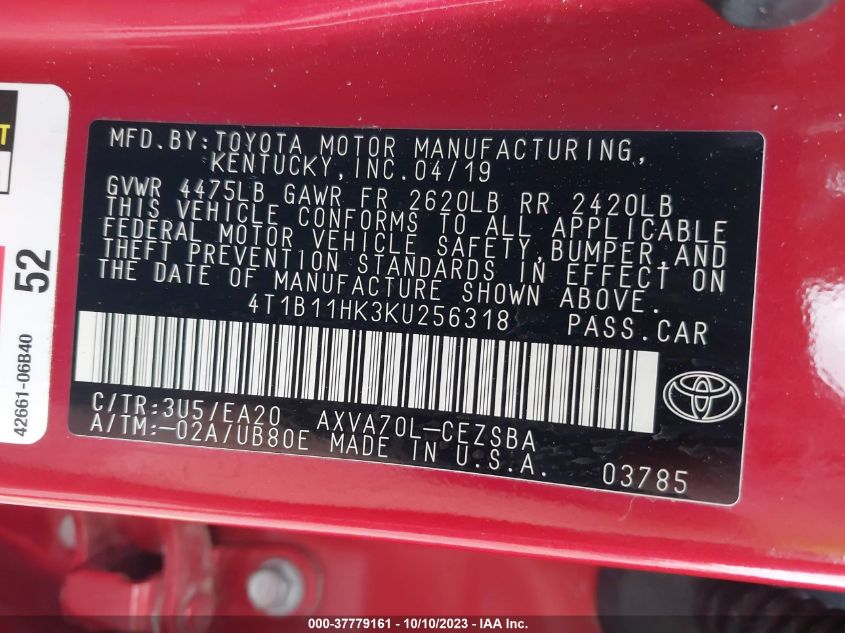 T
52
42661-06B40
MFD.BY:TOYOTA MOTOR MANUFACTURING,
KENTUCKY,INC.04/19
GVWR 4475LB GAWR FR 2620LB RR 2420LB
THIS VEHICLE CONFORMS TO ALL APPLICABLE
FEDERAL MOTOR VEHICLE SAFETY,BUMPER,AND
THEFT PREVENTION STANDARDS IN EFFECT ON
THE DATE OF MANUFACTURE SHOWN ABOVE.
4T1B11HK3KU256318 PASS.CAR
C/TR:3U5/EA20 AXVA70L-CEZSBA
A/TM:-02A/UB80E MADE IN U.S.A. 03785
000-37779161 - 10/10/2023 - IAA Inc.